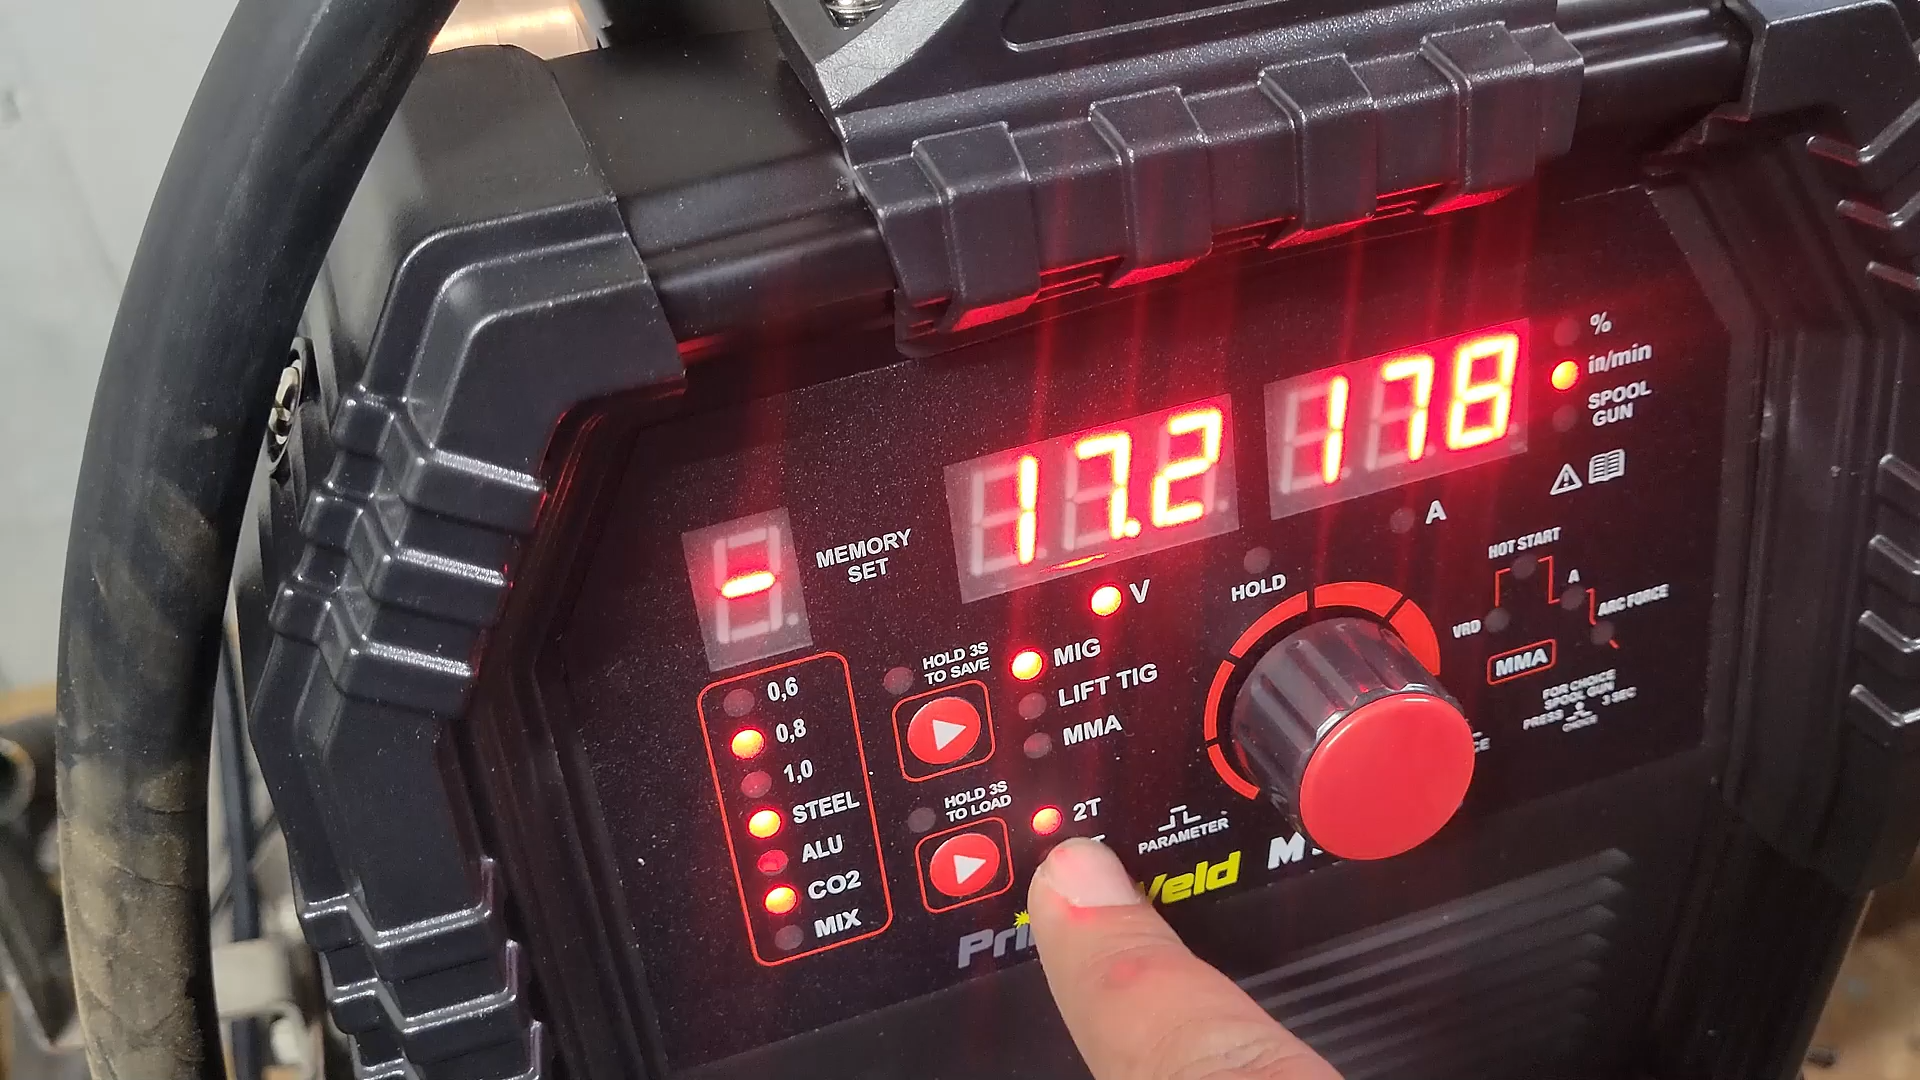 %
in/min
SPOOL
GUN
17.2
178
A
MEMORY
SET
V
HOLD
HOT START
A
ARC FORCE
VRD
MMA
FOR CHOICE
SPOOL GUN
PRESS 3 SEC
HOLD 3S
TO SAVE
MIG
LIFT TIG
MMA
0,6
0,8
1,0
STEEL
ALU
CO2
MIX
HOLD 3S
TO LOAD
2T
PARAMETER